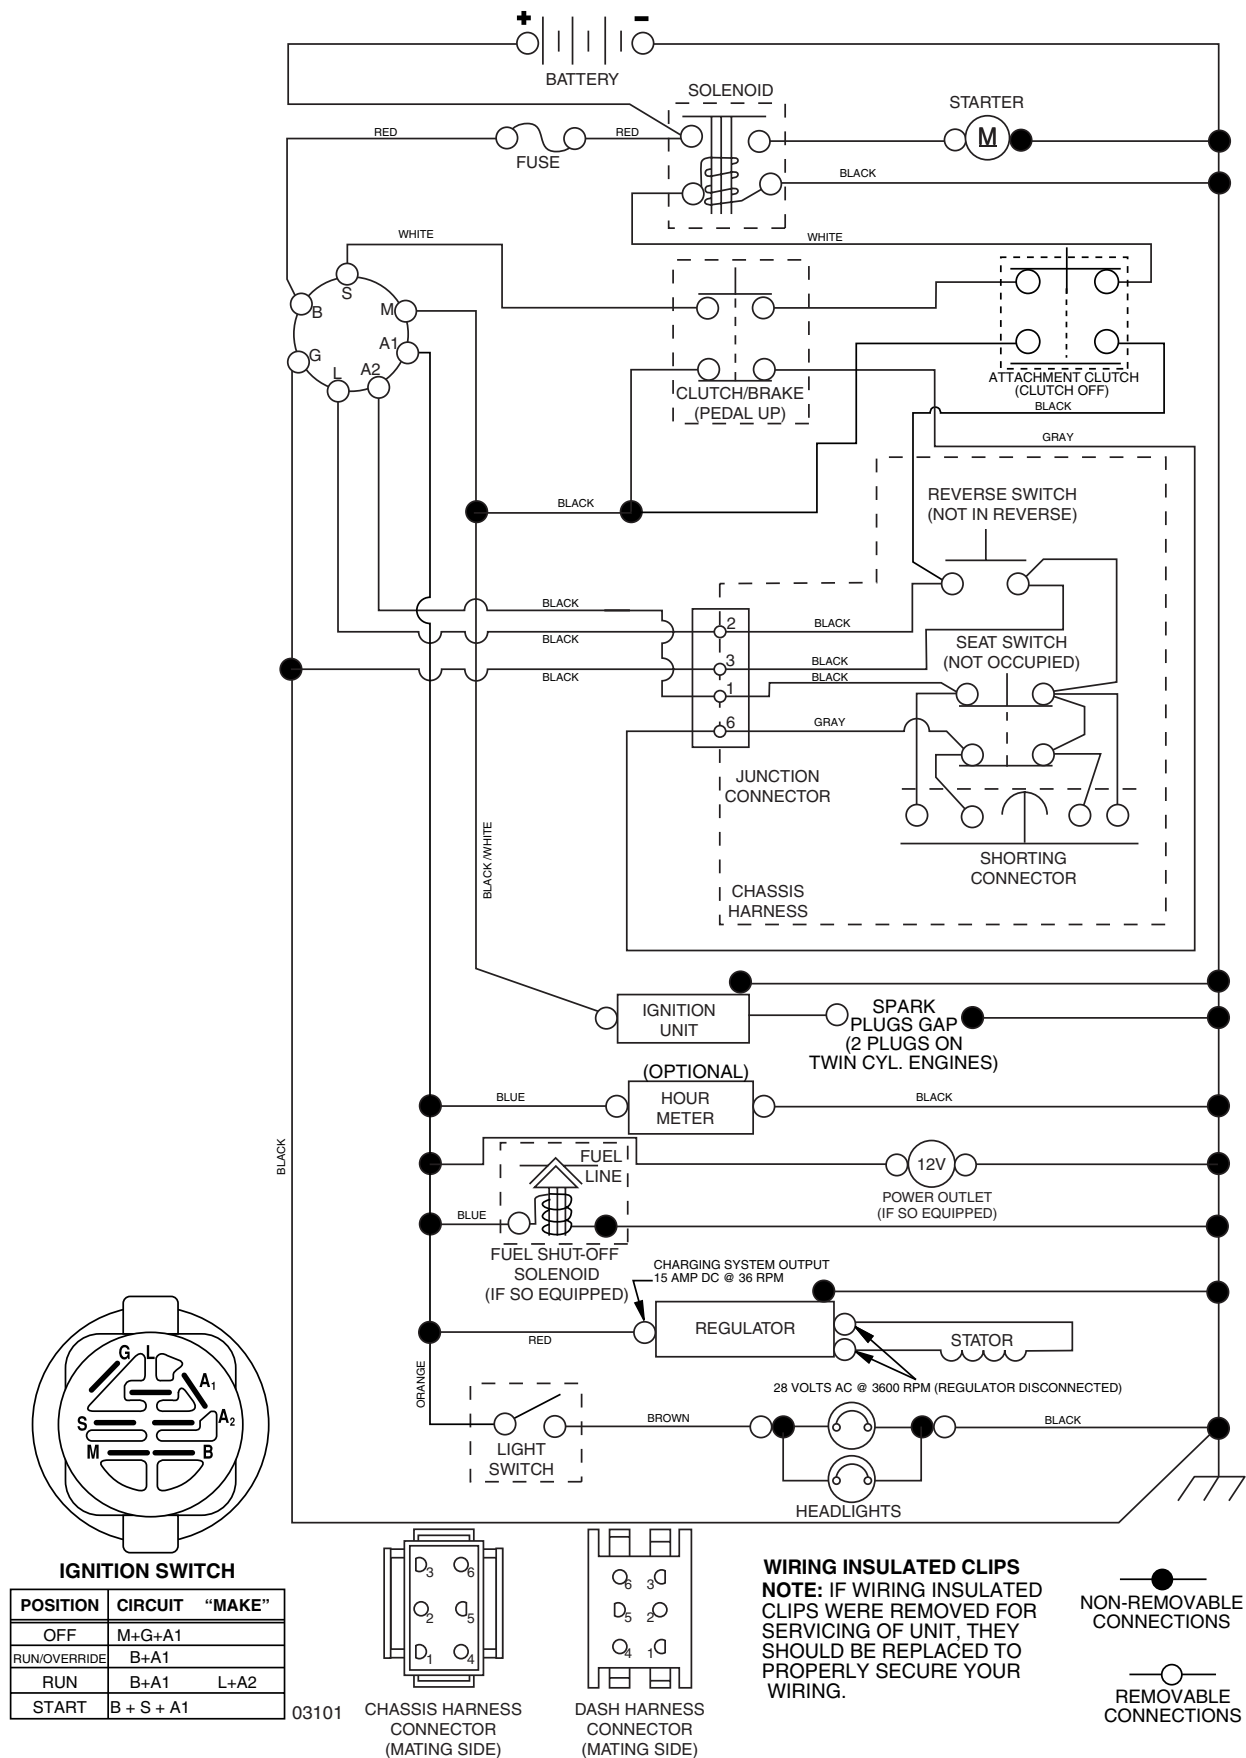 + -
BATTERY
SOLENOID
STARTER
M
RED
RED
FUSE
BLACK
WHITE
WHITE
S
B
M
A1
G
L
A2
CLUTCH/BRAKE
(PEDAL UP)
ATTACHMENT CLUTCH
(CLUTCH OFF)
BLACK
GRAY
BLACK
REVERSE SWITCH
(NOT IN REVERSE)
BLACK
BLACK
BLACK
2
3
1
6
BLACK
BLACK
BLACK
GRAY
SEAT SWITCH
(NOT OCCUPIED)
JUNCTION
CONNECTOR
SHORTING
CONNECTOR
CHASSIS
HARNESS
BLACK /WHITE
IGNITION
UNIT
SPARK
PLUGS GAP
(2 PLUGS ON
TWIN CYL. ENGINES)
(OPTIONAL)
BLUE
HOUR
METER
BLACK
BLACK
FUEL
LINE
12V
POWER OUTLET
(IF SO EQUIPPED)
BLUE
FUEL SHUT-OFF
SOLENOID
(IF SO EQUIPPED)
CHARGING SYSTEM OUTPUT
15 AMP DC @ 36 RPM
REGULATOR
STATOR
RED
28 VOLTS AC @ 3600 RPM (REGULATOR DISCONNECTED)
ORANGE
LIGHT
SWITCH
BROWN
BLACK
HEADLIGHTS
G L
A1
S A2
M B
IGNITION SWITCH
POSITION CIRCUIT “MAKE”
OFF M+G+A1
RUN/OVERRIDE B+A1
RUN B+A1 L+A2
START B + S + A1
03101
3 6
2 5
1 4
CHASSIS HARNESS
CONNECTOR
(MATING SIDE)
6 3
5 2
4 1
DASH HARNESS
CONNECTOR
(MATING SIDE)
WIRING INSULATED CLIPS
NOTE: IF WIRING INSULATED
CLIPS WERE REMOVED FOR
SERVICING OF UNIT, THEY
SHOULD BE REPLACED TO
PROPERLY SECURE YOUR
WIRING.
NON-REMOVABLE
CONNECTIONS
REMOVABLE
CONNECTIONS